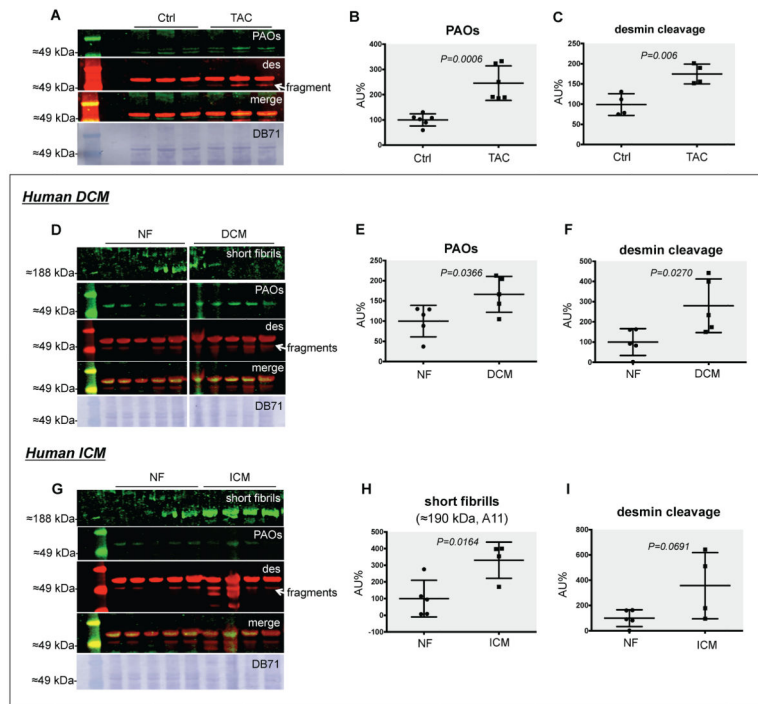 A
Ctrl TAC
PAOs
≈49 kDa-
des
fragment
≈49 kDa-
merge
≈49 kDa-
DB71
B
PAOs
P=0.0006
AU%
400
300
200
100
0
Ctrl TAC
C
desmin cleavage
P=0.006
AU%
250
200
150
100
50
0
Ctrl TAC
Human DCM
D
NF DCM
short fibrils
≈188 kDa-
PAOs
≈49 kDa-
des
fragments
≈49 kDa-
merge
≈49 kDa-
DB71
E
PAOs
P=0.0366
AU%
250
200
150
100
50
0
NF DCM
F
desmin cleavage
P=0.0270
AU%
500
400
300
200
100
0
NF DCM
Human ICM
G
NF ICM
short fibrils
≈188 kDa-
PAOs
≈49 kDa-
des
fragments
≈49 kDa-
merge
≈49 kDa-
DB71
H
short fibrills
(≈190 kDa, A11)
P=0.0164
AU%
500
400
300
200
100
0
-100
NF ICM
I
desmin cleavage
P=0.0691
AU%
800
600
400
200
0
NF ICM